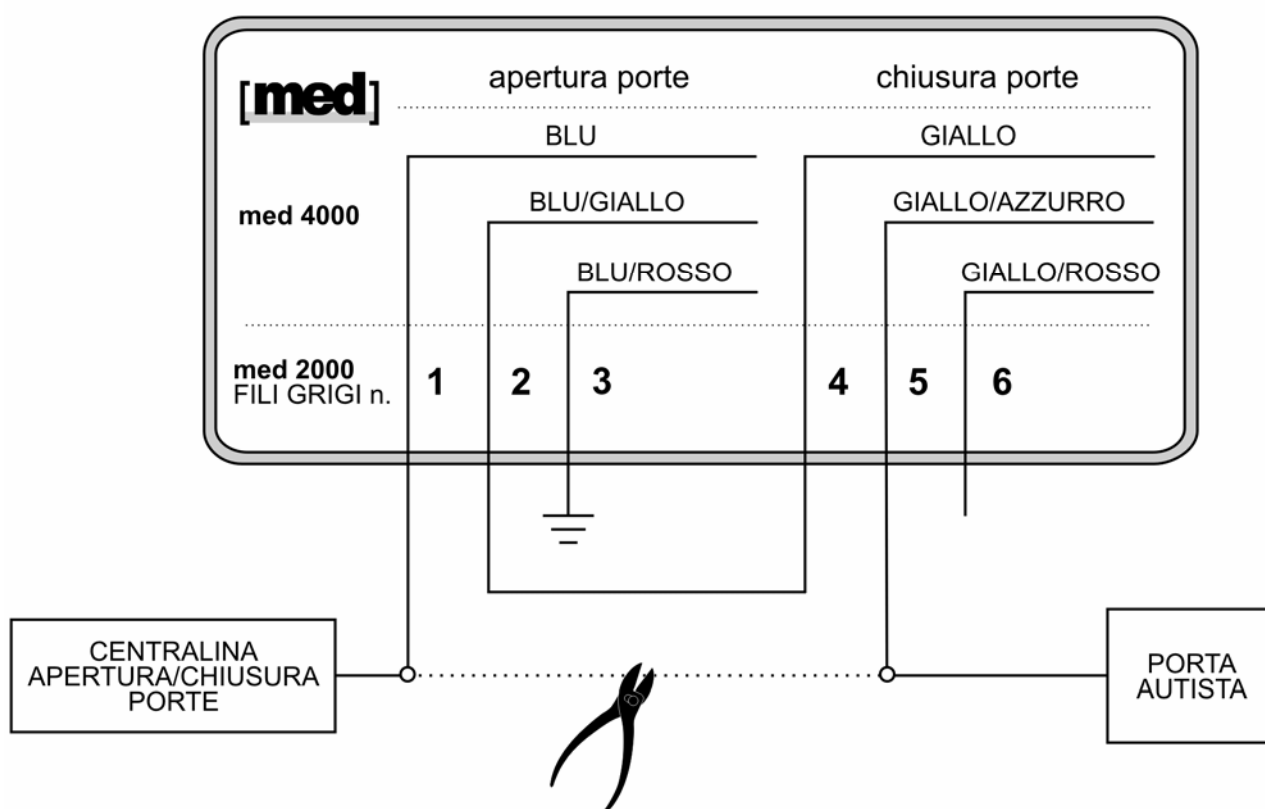 [med] apertura porte chiusura porte
BLU GIALLO
med 4000 BLU/GIALLO GIALLO/AZZURRO
BLU/ROSSO GIALLO/ROSSO
med 2000
FILI GRIGI n. 1 2 3 4 5 6
CENTRALINA
APERTURA/CHIUSURA
PORTE
PORTA
AUTISTA